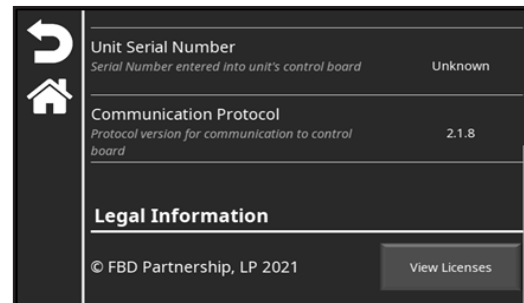 Unit Serial Number
Serial Number entered into unit's control board
Unknown
Communication Protocol
Protocol version for communication to control
board
2.1.8
Legal Information
© FBD Partnership, LP 2021
View Licenses